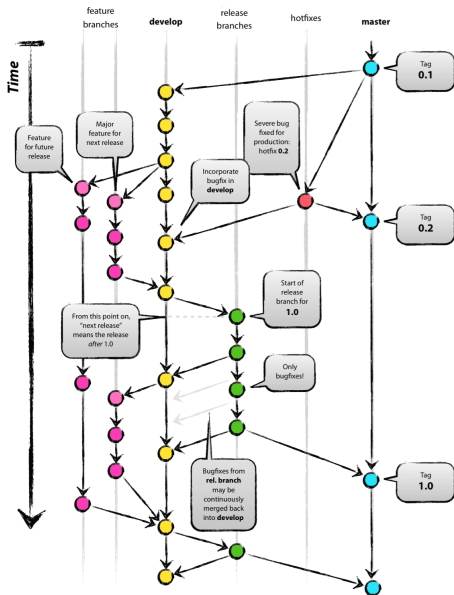 feature
branches
develop
release
branches
hotfixes
master
Time
Tag
0.1
Major
feature for
next release
Feature
for future
release
Severe bug
fixed for
production:
hotfix 0.2
Incorporate
bugfix in
develop
Tag
0.2
Start of
release
branch for
1.0
From this point on,
"next release"
means the release
after 1.0
Only
bugfixes!
Bugfixes from
rel. branch
may be
continuously
merged back
into develop
Tag
1.0